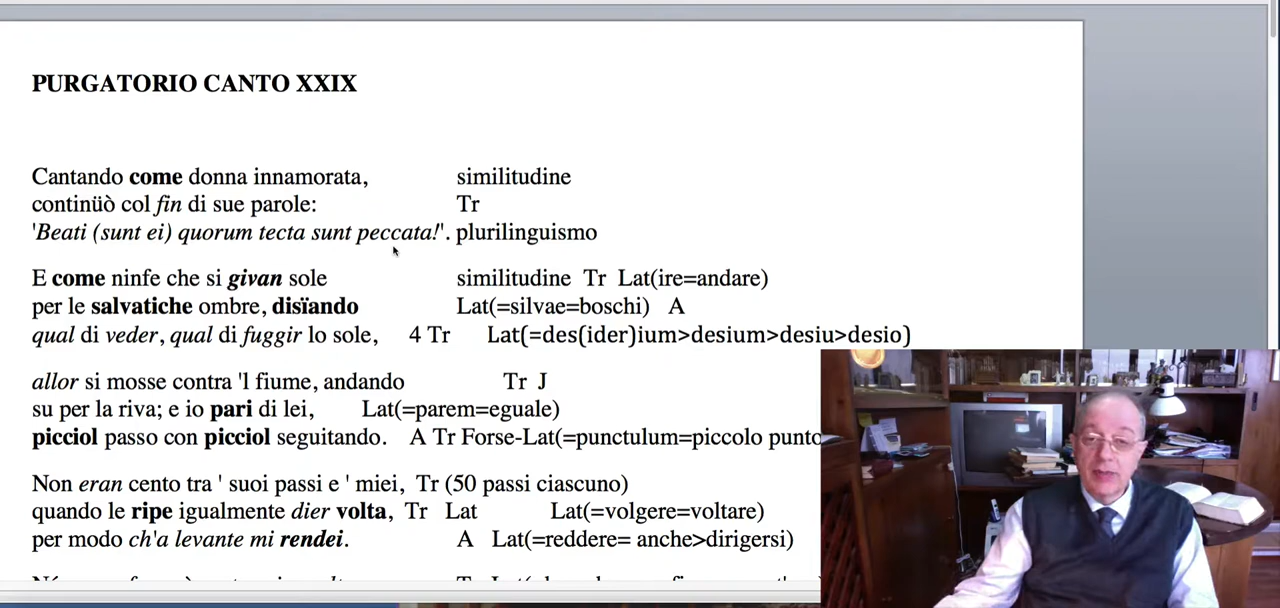 PURGATORIO CANTO XXIX
Cantando come donna innamorata, similitudine
continüò col fin di sue parole: Tr
'Beati (sunt ei) quorum tecta sunt peccata!'. plurilinguismo
E come ninfe che si givan sole similitudine Tr Lat(ire=andare)
per le salvatiche ombre, disïando Lat(=silvae=boschi) A
qual di veder, qual di fuggir lo sole, 4 Tr Lat(=des(ider)ium>desium>desiu>desio)
allor si mosse contra 'l fiume, andando Tr J
su per la riva; e io pari di lei, Lat(=parem=eguale)
picciol passo con picciol seguitando. A Tr Forse-Lat(=punctulum=piccolo punto
Non eran cento tra ' suoi passi e ' miei, Tr (50 passi ciascuno)
quando le ripe igualmente dier volta, Tr Lat Lat(=volgere=voltare)
per modo ch'a levante mi rendei. A Lat(=reddere= anche>dirigersi)